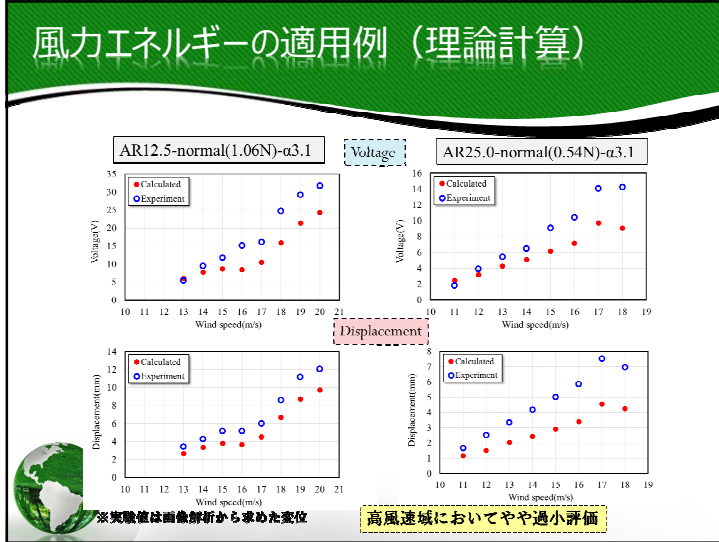 風力エネルギーの適用例（理論計算）
AR12.5-normal(1.06N)-α3.1
Voltage
AR25.0-normal(0.54N)-α3.1
35
30
25
20
15
10
5
0
Voltage(V)
Calculated
Experiment
10 11 12 13 14 15 16 17 18 19 20 21
Wind speed(m/s)
16
14
12
10
8
6
4
2
0
Voltage(V)
Calculated
Experiment
10 11 12 13 14 15 16 17 18 19
Wind speed(m/s)
Displacement
14
12
10
8
6
4
2
0
Displacement(mm)
Calculated
Experiment
10 11 12 13 14 15 16 17 18 19 20 21
Wind speed(m/s)
8
7
6
5
4
3
2
1
0
Displacement(mm)
Calculated
Experiment
10 11 12 13 14 15 16 17 18 19
Wind speed(m/s)
※実験値は画像解析から求めた変位
高風速域においてやや過小評価